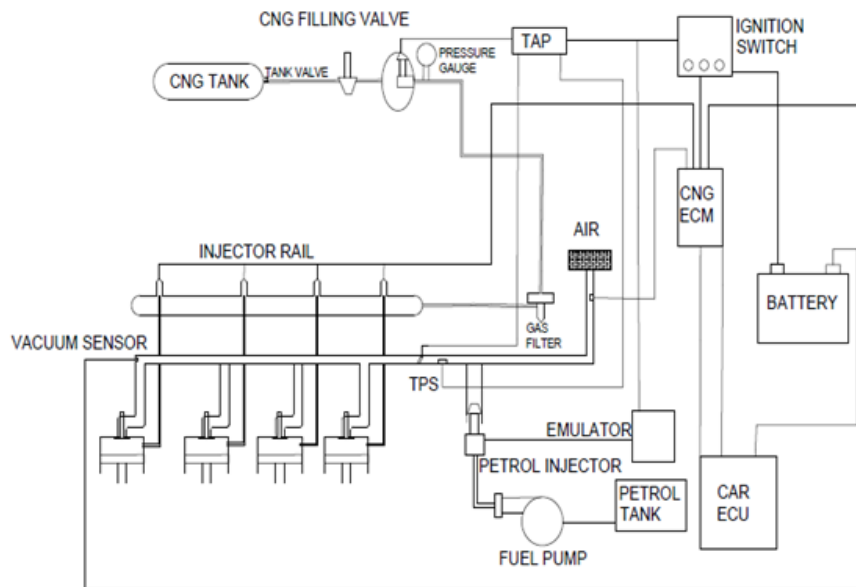 CNG FILLING VALVE
IGNITION
SWITCH
TAP
PRESSURE
GAUGE
TANK VALVE
CNG TANK
CNG
ECM
AIR
INJECTOR RAIL
BATTERY
GAS
FILTER
VACUUM SENSOR
TPS
EMULATOR
PETROL INJECTOR
PETROL
TANK
CAR
ECU
FUEL PUMP